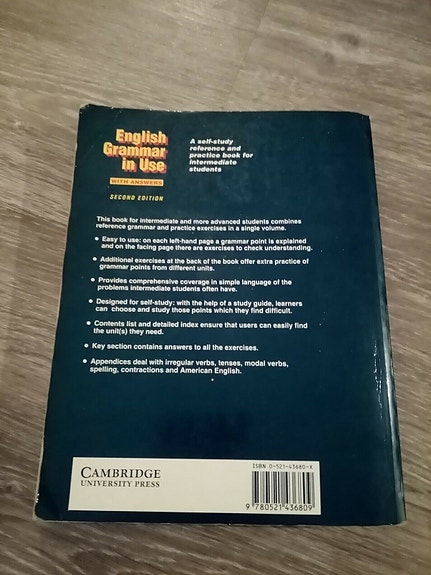 English
Grammar
in Use
WITH ANSWERS
SECOND EDITION
A self-study
reference and
practice book for
intermediate
students
This book for intermediate and more advanced students combines
reference grammar and practice exercises in a single volume.
• Easy to use: on each left-hand page a grammar point is explained
and on the facing page there are exercises to check understanding.
• Additional exercises at the back of the book offer extra practice of
grammar points from different units.
• Provides comprehensive coverage in simple language of the
problems intermediate students often have.
• Designed for self-study: with the help of a study guide, learners
can choose and study those points which they find difficult.
• Contents list and detailed index ensure that users can easily find
the unit(s) they need.
• Key section contains answers to all the exercises.
• Appendices deal with irregular verbs, tenses, modal verbs,
spelling, contractions and American English.
CAMBRIDGE
UNIVERSITY PRESS
ISBN 0-521-43680-X
9 780521 436809